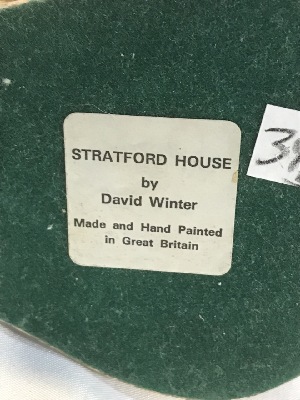 STRATFORD HOUSE
by
David Winter
Made and Hand Painted
in Great Britain